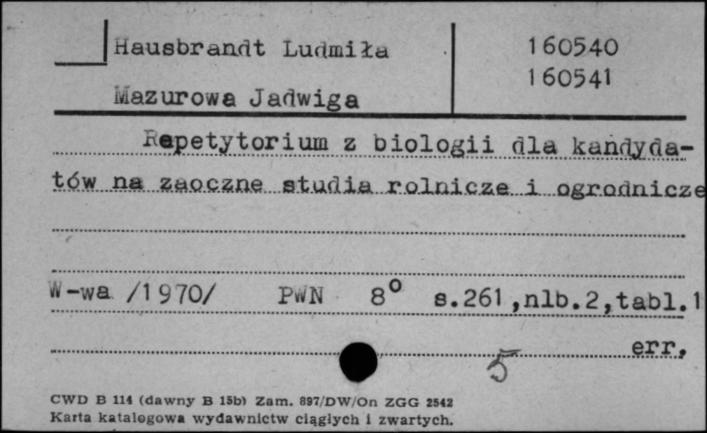 Hausbrandt Ludmiła 160540
160541
Mazurowa Jadwiga
Repetytorium z biologii dla kandyda-
tów na zaoczne studia rolnicze i ogrodnicze
W-wa /1970/ PWN 8° s.261,nlb.2,tabl.1
err.
5
CWD B 114 (dawny B 15b) Zam. 897/DW/On ZGG 2542
Karta katalogowa wydawnictw ciągłych i zwartych.